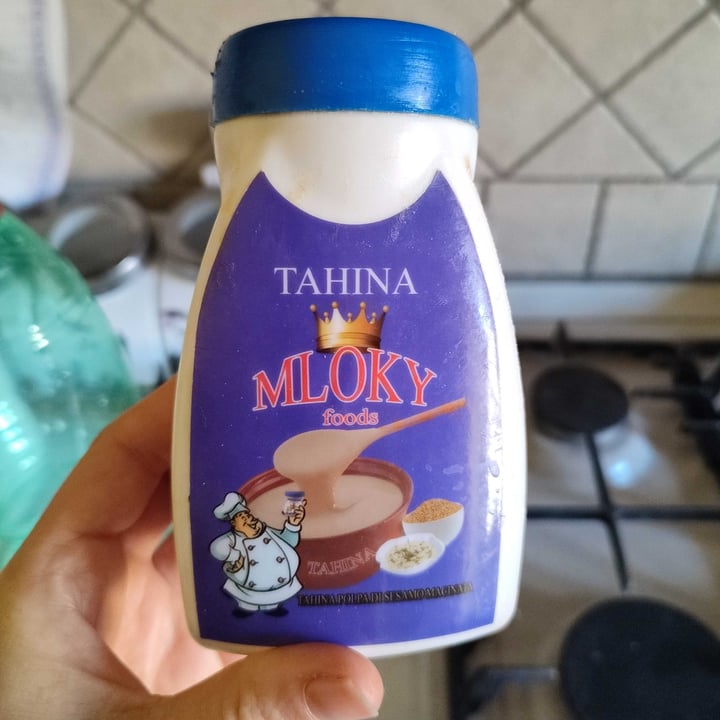 TAHINA
MLOKY
foods
TAHINA
TAHINA POLPA DI SESAMO MACINATA